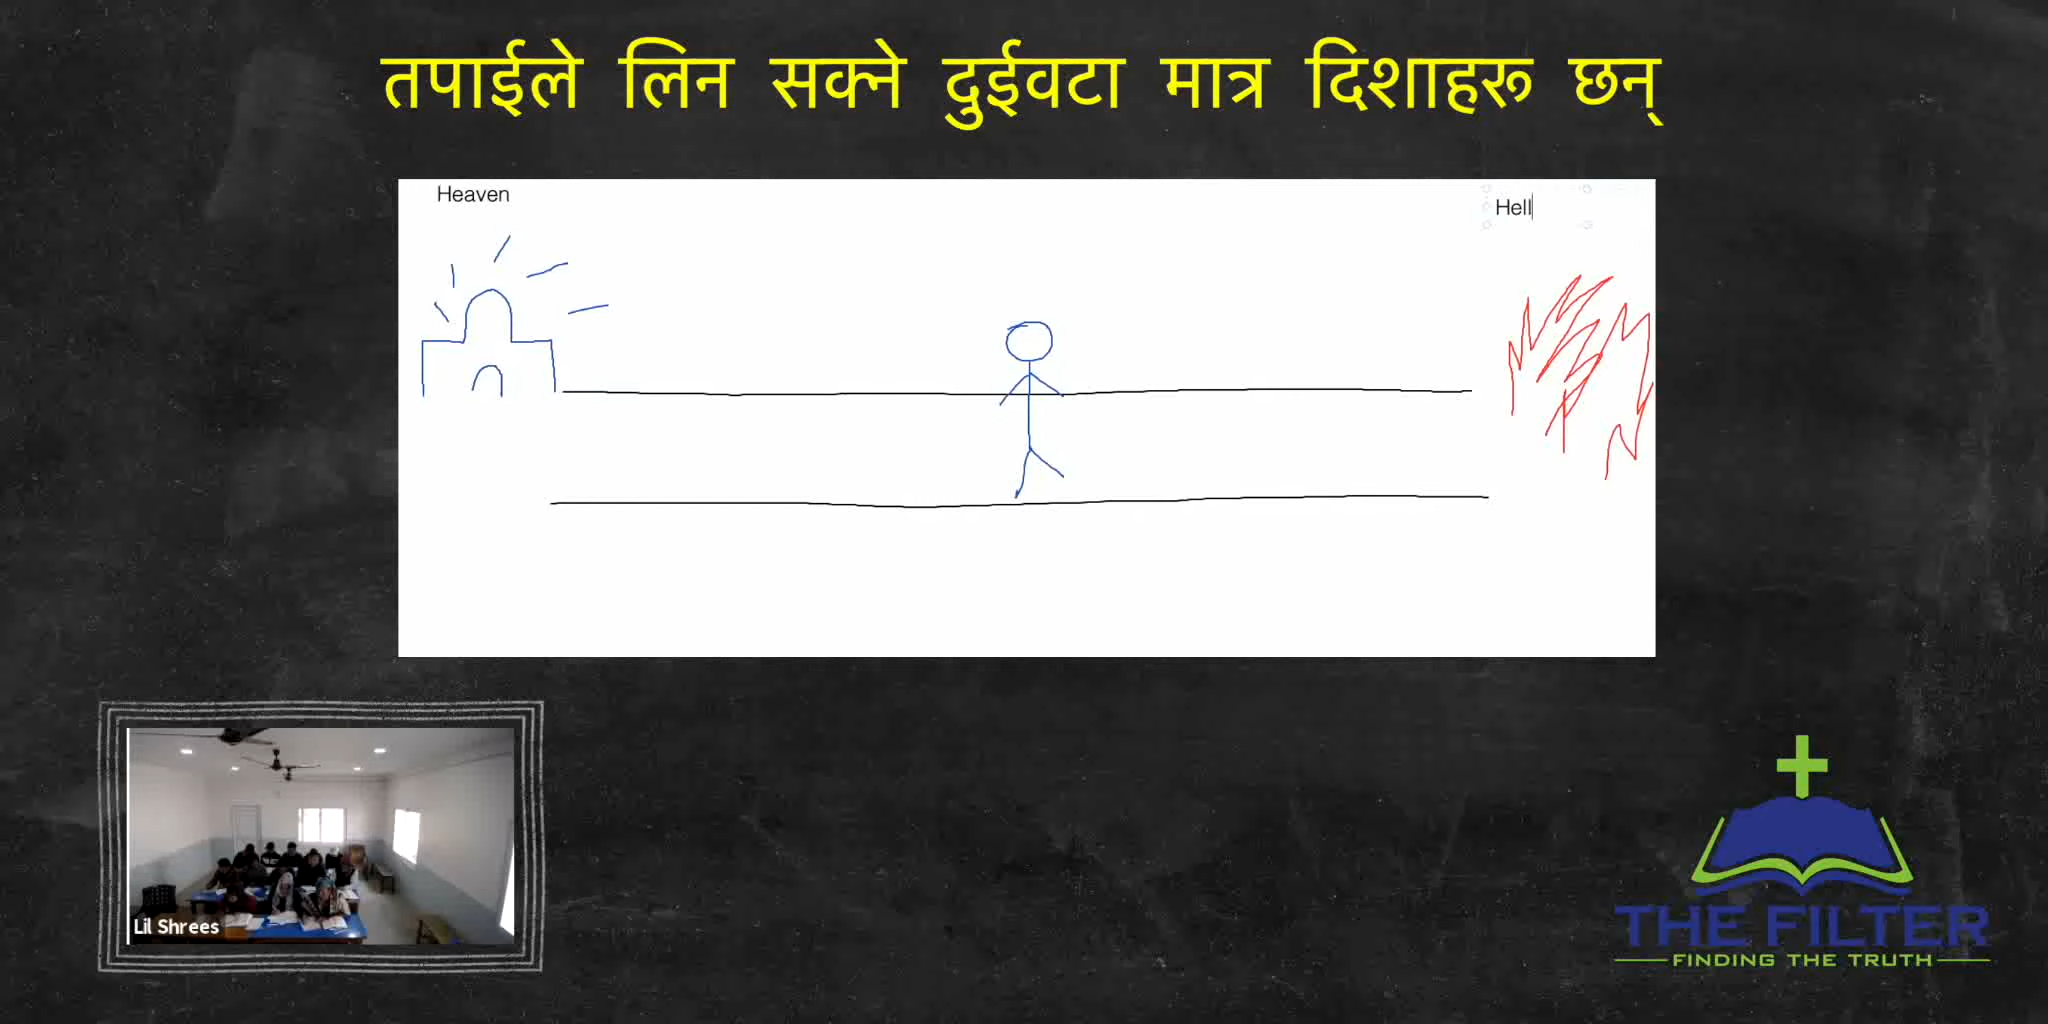 तपाईले लिन सक्ने दुईवटा मात्र दिशाहरू छन्
Heaven
Hell
Lil Shrees
THE FILTER
FINDING THE TRUTH